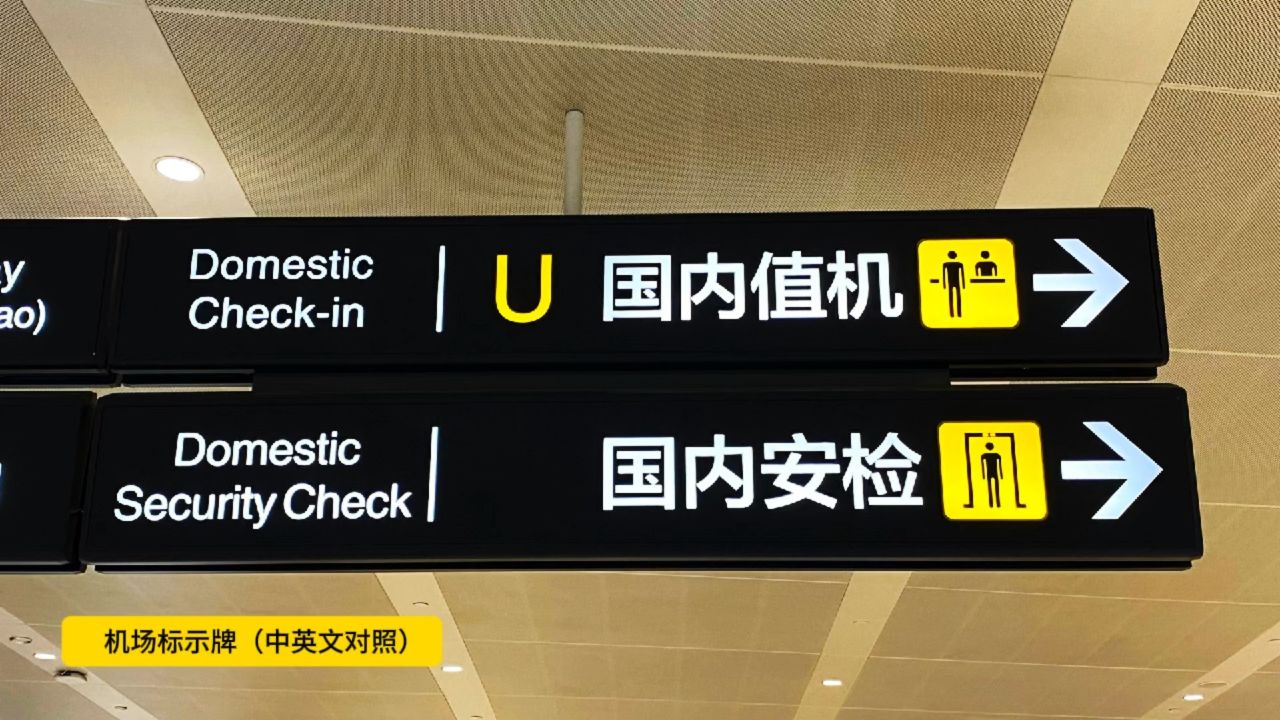 Domestic
Check-in
U
国内值机
Domestic
Security Check
国内安检
机场标示牌（中英文对照）